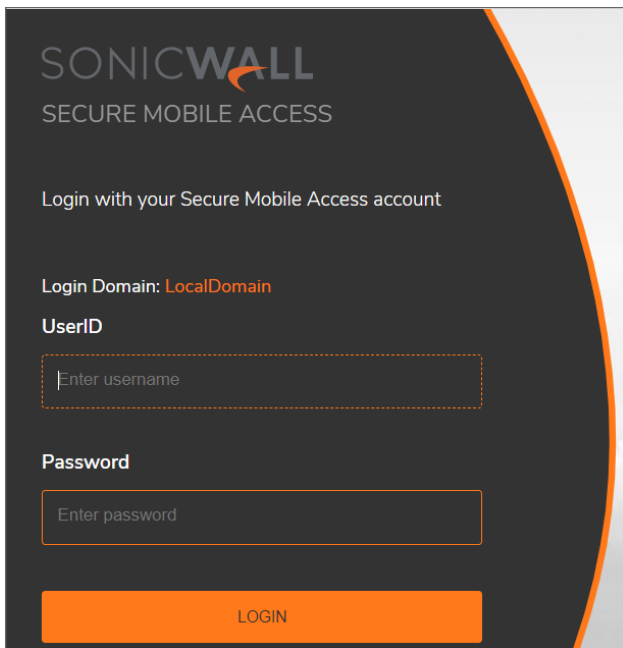 SONICWALL
SECURE MOBILE ACCESS
Login with your Secure Mobile Access account
Login Domain: LocalDomain
UserID
Enter username
Password
Enter password
LOGIN